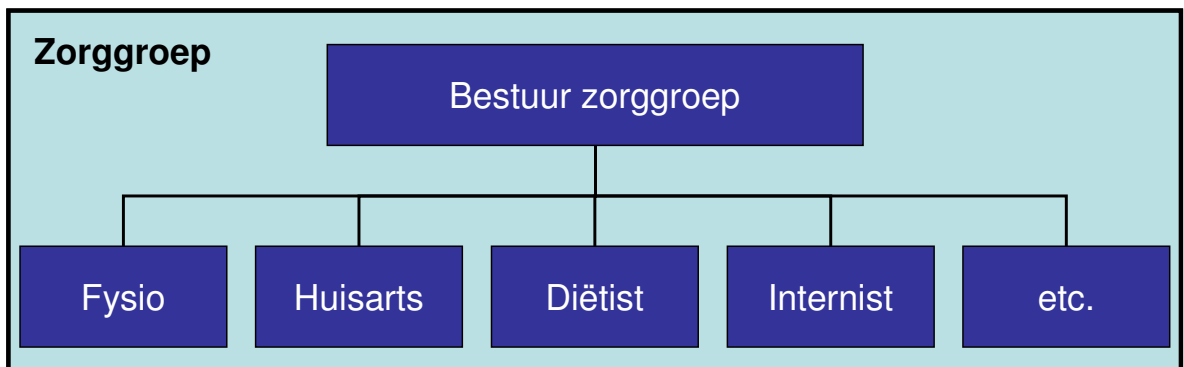 Zorggroep
Bestuur zorggroep
Fysio
Huisarts
Diëtist
Internist
etc.